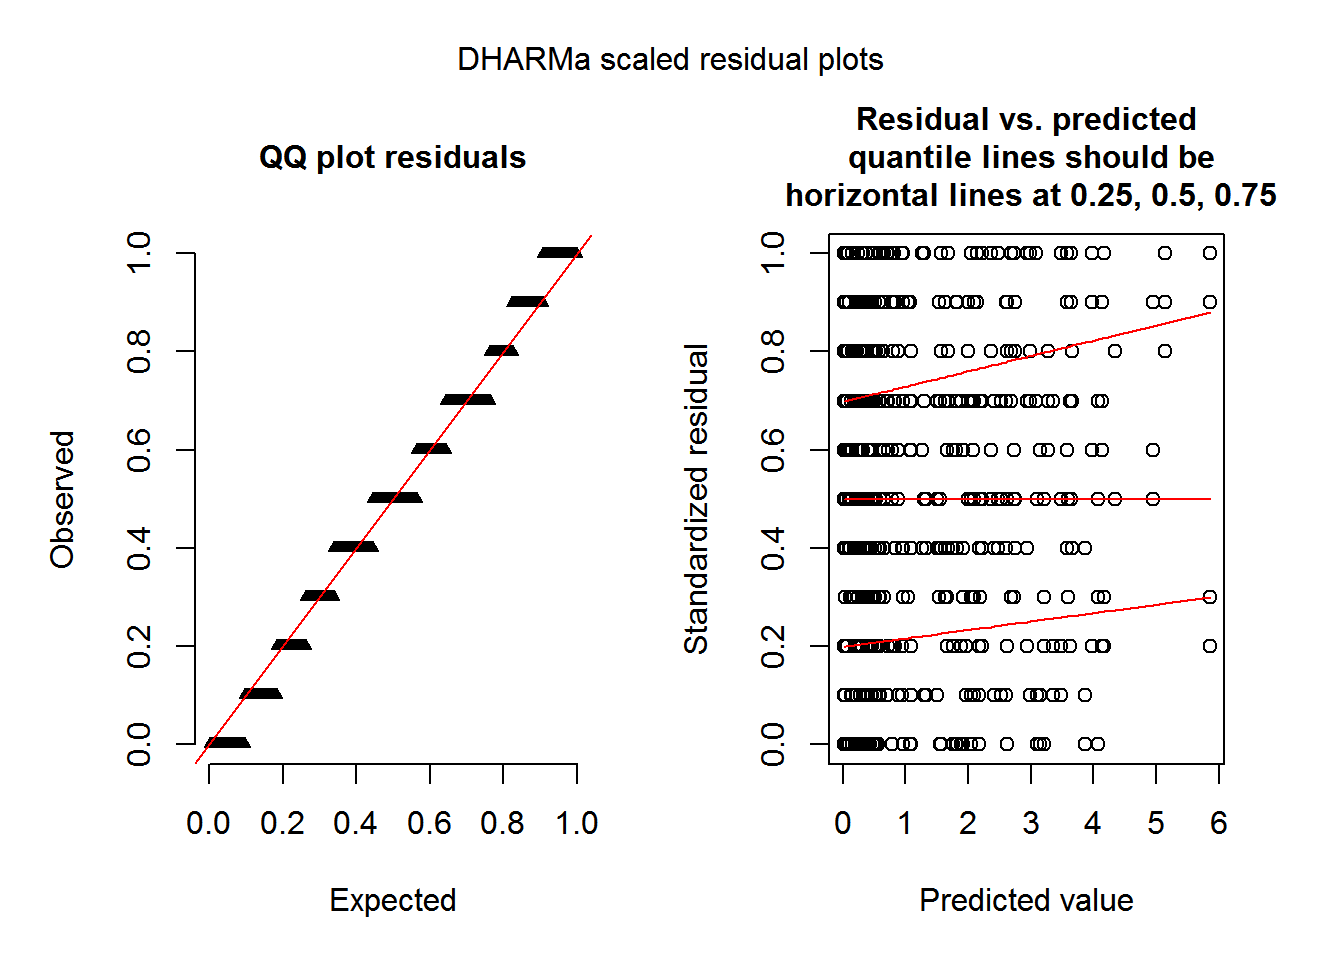 DHARMa scaled residual plots
QQ plot residuals
Observed
0.0 0.2 0.4 0.6 0.8 1.0
0.0 0.2 0.4 0.6 0.8 1.0
Expected
Residual vs. predicted
quantile lines should be
horizontal lines at 0.25, 0.5, 0.75
Standardized residual
0.0 0.2 0.4 0.6 0.8 1.0
0 1 2 3 4 5 6
Predicted value